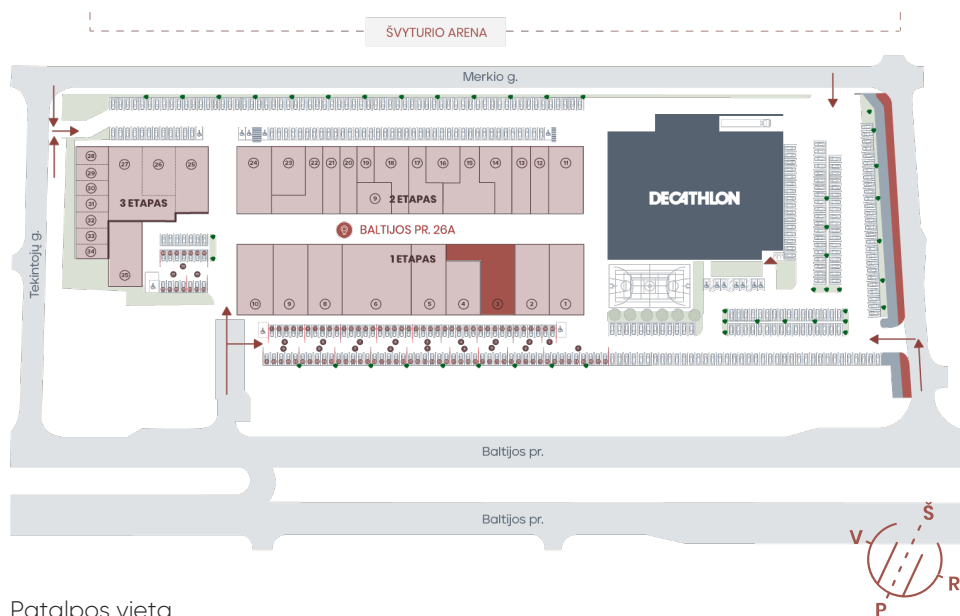 ŠVYTURIO ARENA
Merkio g.
Tekintojų g.
28
29
30
31
32
33
24
27
26
25
3 ETAPAS
25
24
23
22
21
20
19
18
17
16
15
14
13
12
11
9
2 ETAPAS
BALTIJOS PR. 26A
1 ETAPAS
10
9
8
6
5
4
3
2
1
DECATHLON
Baltijos pr.
Baltijos pr.
Š
V
R
P
Patalpos vieta